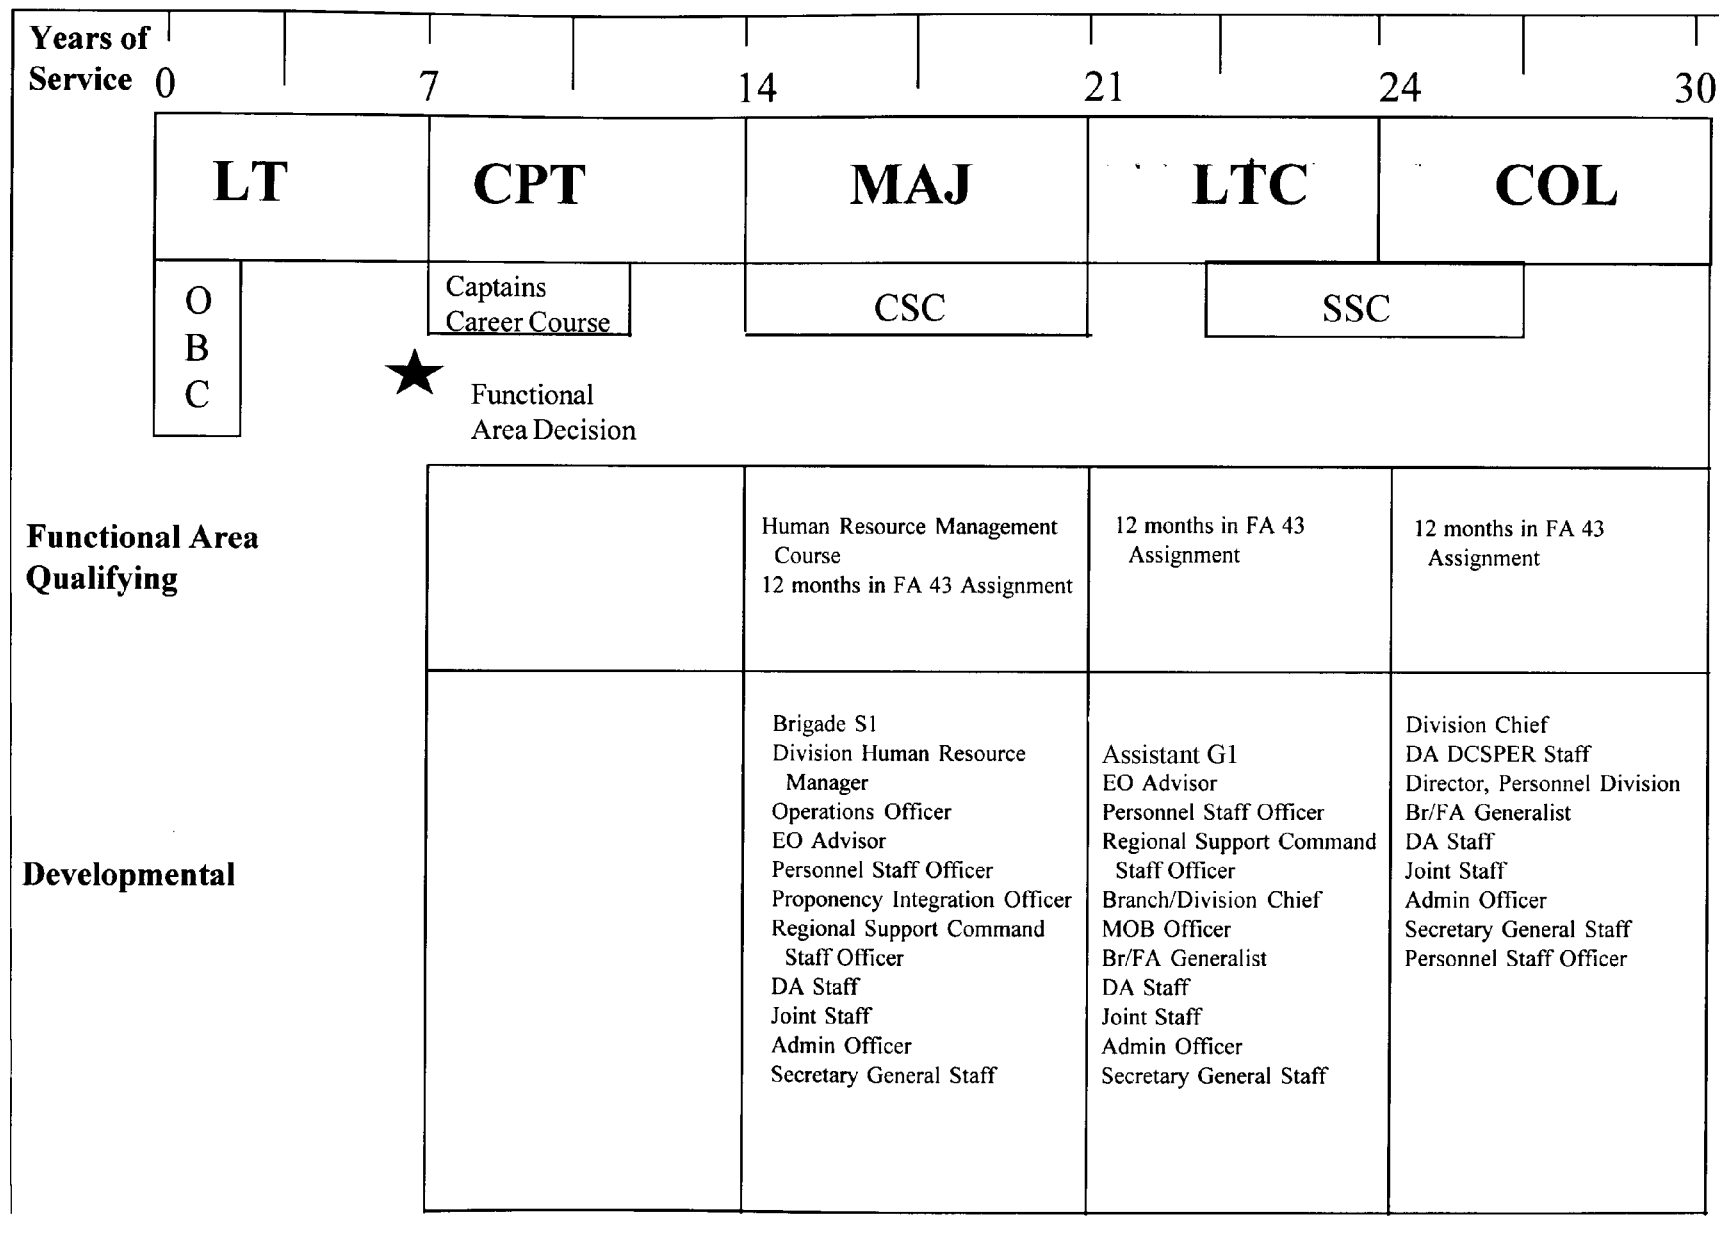 Years of
Service 0 7 14 21 24 30
LT CPT MAJ LTC COL
O
B
C
Captains
Career Course
CSC
SSC
Functional
Area Decision
Functional Area
Qualifying
Human Resource Management
Course
12 months in FA 43 Assignment
12 months in FA 43
Assignment
12 months in FA 43
Assignment
Developmental
Brigade S1
Division Human Resource
Manager
Operations Officer
EO Advisor
Personnel Staff Officer
Proponency Integration Officer
Regional Support Command
Staff Officer
DA Staff
Joint Staff
Admin Officer
Secretary General Staff
Assistant G1
EO Advisor
Personnel Staff Officer
Regional Support Command
Staff Officer
Branch/Division Chief
MOB Officer
Br/FA Generalist
DA Staff
Joint Staff
Admin Officer
Secretary General Staff
Division Chief
DA DCSPER Staff
Director, Personnel Division
Br/FA Generalist
DA Staff
Joint Staff
Admin Officer
Secretary General Staff
Personnel Staff Officer